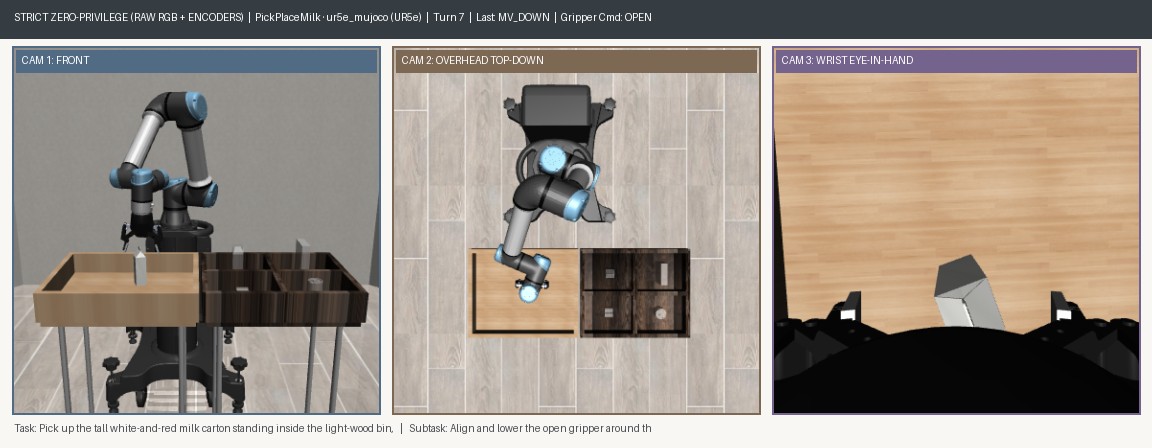 STRICT ZERO-PRIVILEGE (RAW RGB + ENCODERS) | PickPlaceMilk · ur5e_mujoco (UR5e) | Turn 7 | Last MV_DOWN | Gripper Cmd: OPEN
CAM 1: FRONT
CAM 2: OVERHEAD TOP-DOWN
CAM 3: WRIST EYE-IN-HAND
Task: Pick up the tall white-and-red milk carton standing inside the light-wood bin, | Subtask: Align and lower the open gripper around th